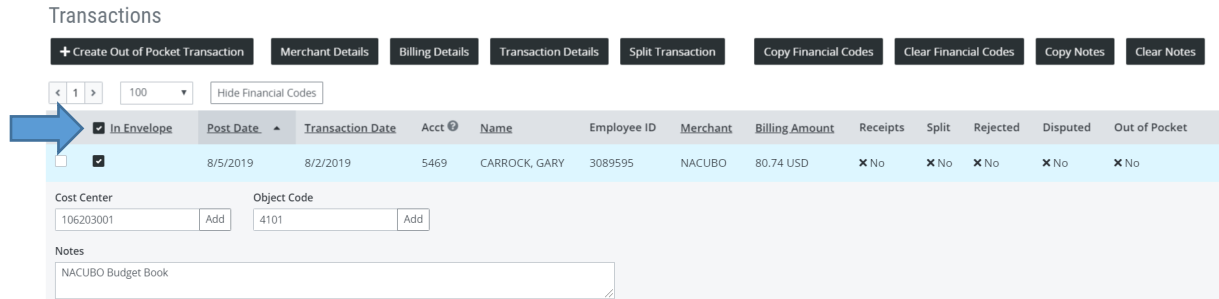 Transactions
+ Create Out of Pocket Transaction Merchant Details Billing Details Transaction Details Split Transaction Copy Financial Codes Clear Financial Codes Copy Notes Clear Notes
< 1 > 100 Hide Financial Codes
In Envelope Post Date Transaction Date Acct Name Employee ID Merchant Billing Amount Receipts Split Rejected Disputed Out of Pocket
8/5/2019 8/2/2019 5469 CARROCK, GARY 3089595 NACUBO 80.74 USD No No No No No
Cost Center Object Code
106203001 Add 4101 Add
Notes
NACUBO Budget Book